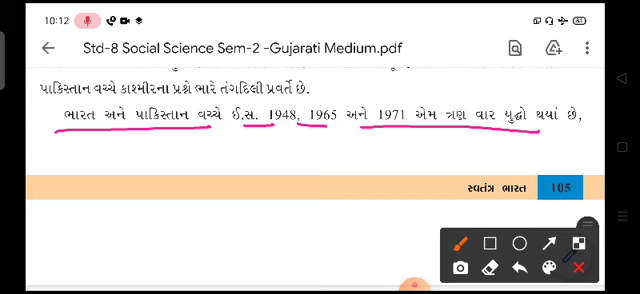 10:12
83
Std-8 Social Science Sem-2 -Gujarati Medium.pdf
પાકિસ્તાન વચ્ચે કાશ્મીરના પ્રશ્ને ભારે તંગદિલી પ્રવર્તે છે.
ભારત અને પાકિસ્તાન વચ્ચે ઈ.સ. 1948, 1965 અને 1971 એમ ત્રણ વાર યુદ્ધો થયાં છે,
સ્વતંત્ર ભારત 105